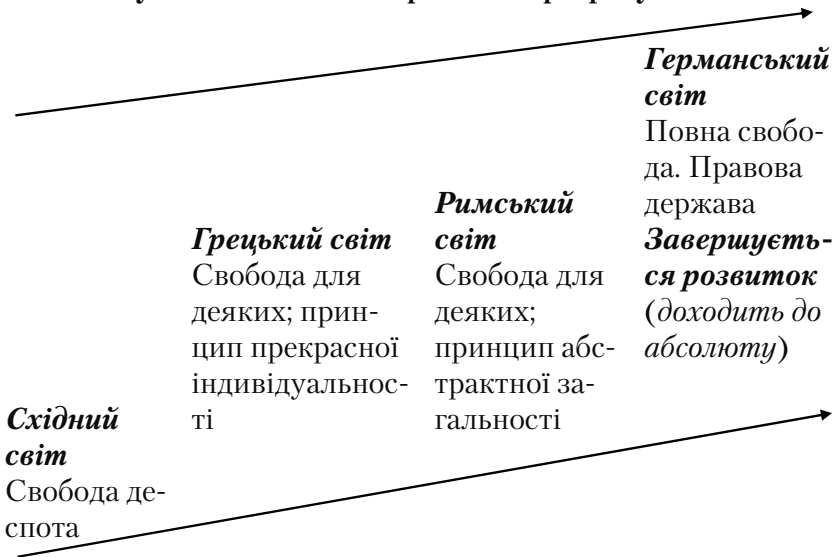 Германський
світ
Повна свобо-
да. Правова
держава
Завершуєть-
ся розвиток
(доходить до
абсолюту)
Римський
світ
Свобода для
деяких;
принцип абс-
трактної за-
гальності
Грецький світ
Свобода для
деяких; прин-
цип прекрасної
індивідуальнос-
ті
Східний
світ
Свобода де-
спота